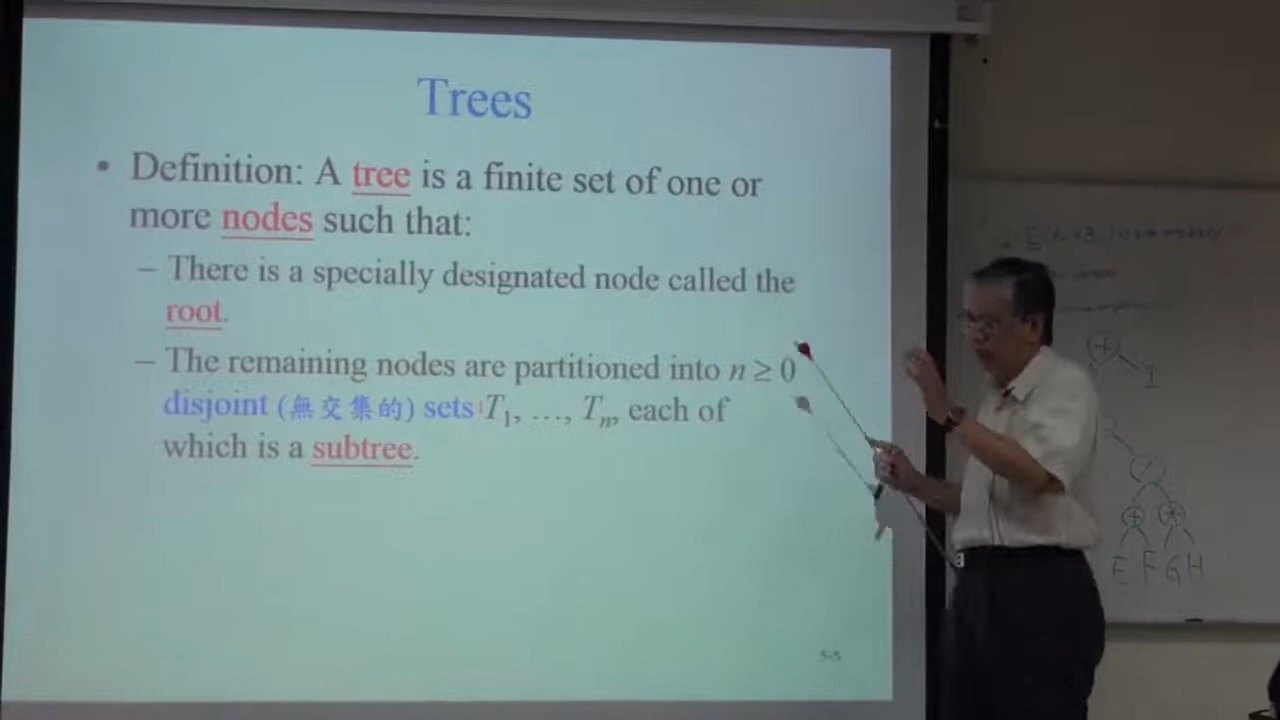 Trees
• Definition: A tree is a finite set of one or
more nodes such that:
– There is a specially designated node called the
root.
– The remaining nodes are partitioned into n ≥ 0
disjoint (無交集的) sets T1, …, Tn, each of
which is a subtree.
5-5
+
I
/
+ *
E F G H